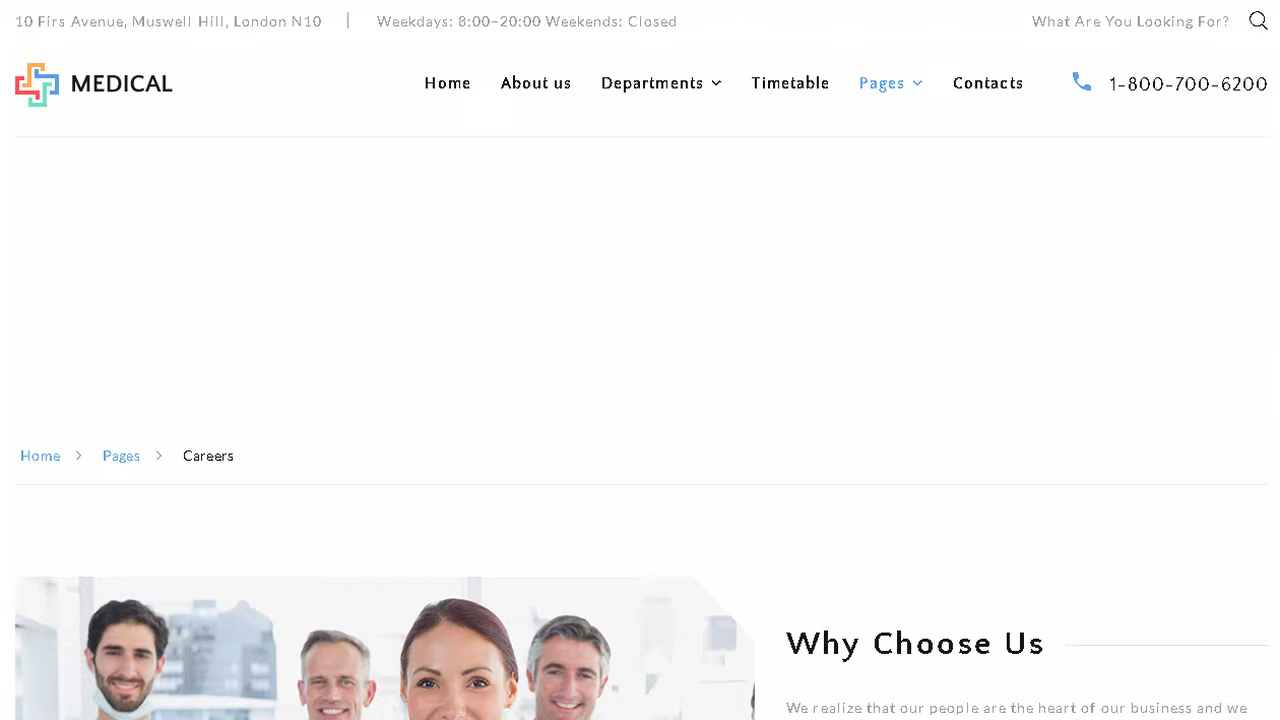 10 Firs Avenue, Muswell Hill, London N10 | Weekdays: 8:00–20:00 Weekends: Closed What Are You Looking For?
MEDICAL Home About us Departments Timetable Pages Contacts 1-800-700-6200
Home > Pages > Careers
Why Choose Us
We realize that our people are the heart of our business and we